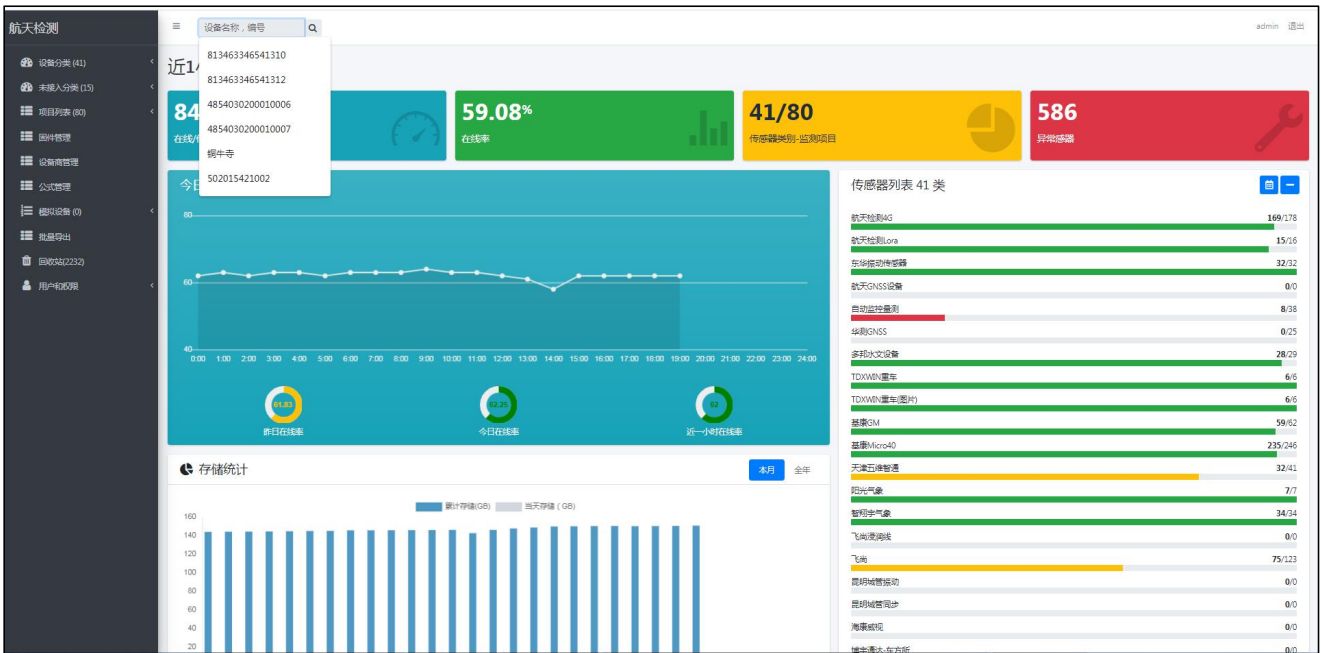 航天检测
设备名称，编号
admin 退出
813463346541310
813463346541312
4854030200010006
4854030200010007
蜗牛寺
502015421002
设备分类 (41)
未接入分类 (15)
项目列表 (80)
固件管理
设备商管理
公式管理
模拟设备 (0)
批量导出
回收站(2232)
用户和权限
近1
84
在线/
59.08%
在线率
41/80
传感器类别-监测项目
586
异常感器
今日
80
60
40
0:00 1:00 2:00 3:00 4:00 5:00 6:00 7:00 8:00 9:00 10:00 11:00 12:00 13:00 14:00 15:00 16:00 17:00 18:00 19:00 20:00 21:00 22:00 23:00 24:00
61.83
昨日在线率
62.25
今日在线率
62
近一小时在线率
存储统计
本月 全年
累计存储(GB) 当天存储 ( GB)
160
140
120
100
80
60
40
20
传感器列表 41 类
航天检测4G 169/178
航天检测Lora 15/16
东华振动传感器 32/32
航天GNSS设备 0/0
自动监控量测 8/38
华测GNSS 0/25
多邦水文设备 28/29
TDXWIN重车 6/6
TDXWIN重车(图片) 6/6
基康GM 59/62
基康Micro40 235/246
天津五维智通 32/41
阳光气象 7/7
智翔宇气象 34/34
飞尚浸润线 0/0
飞尚 75/123
昆明城管振动 0/0
昆明城管同步 0/0
海康威视 0/0
博宇通达-东方所 0/0